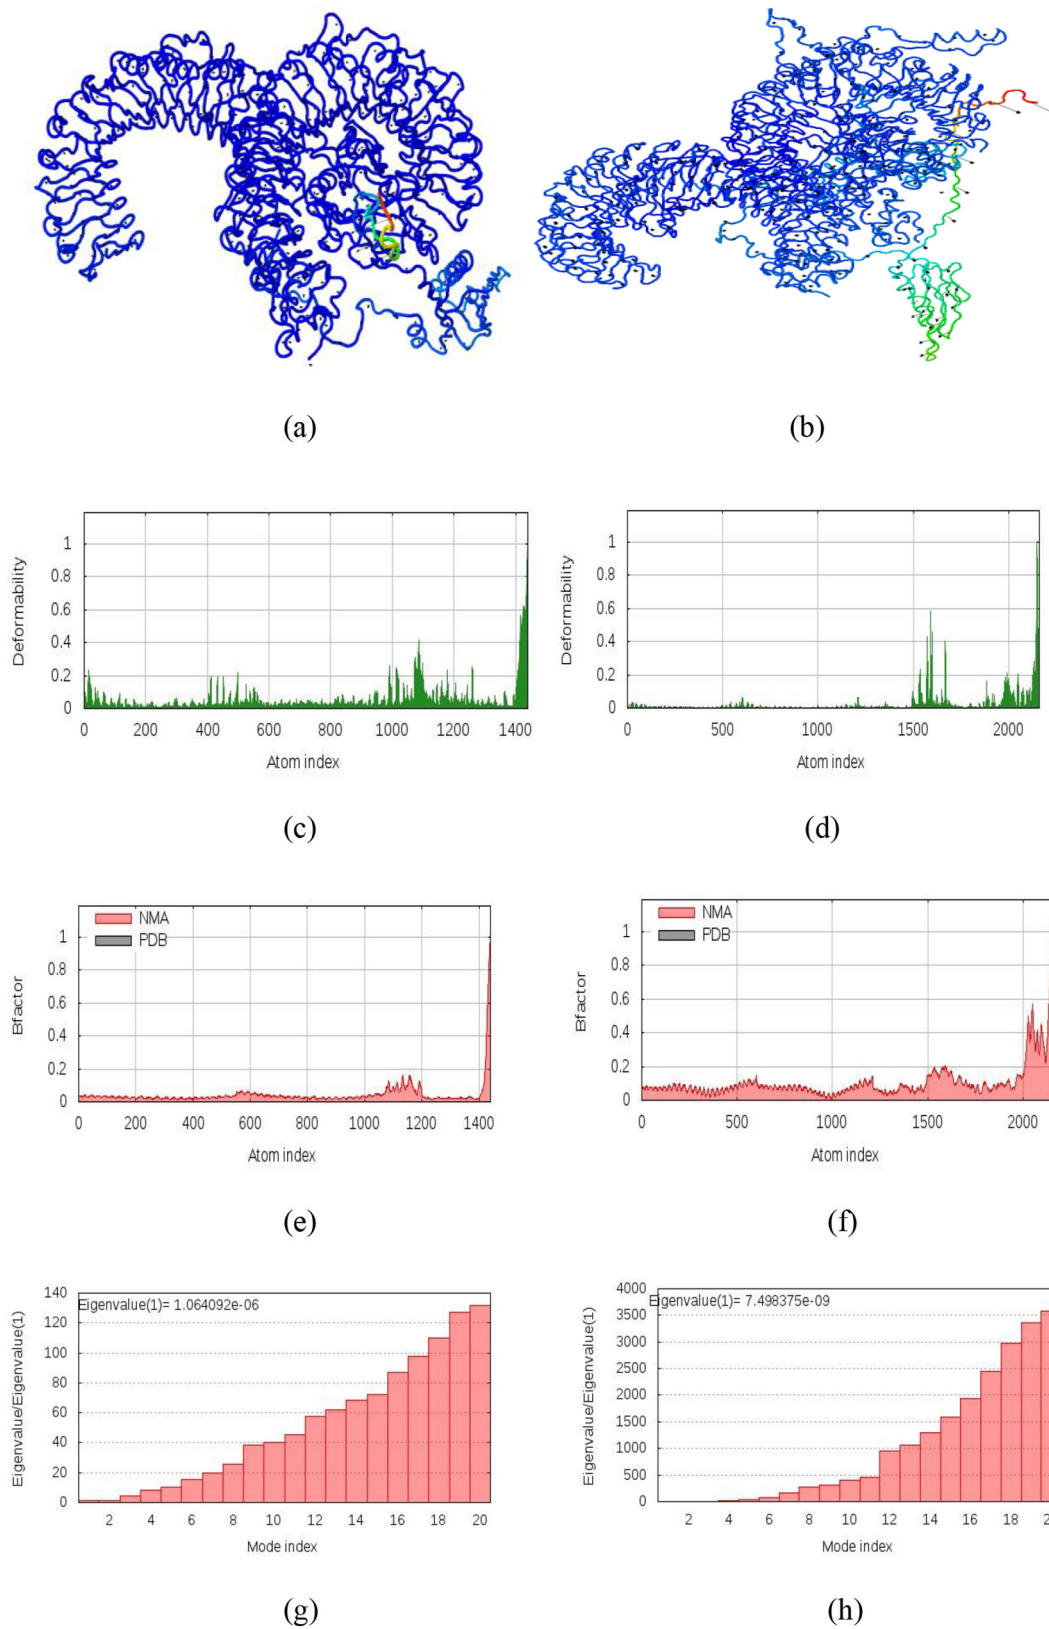 (a)
(b)
Deformability
1
0.8
0.6
0.4
0.2
0
0 200 400 600 800 1000 1200 1400
Atom index
Deformability
1
0.8
0.6
0.4
0.2
0
0 500 1000 1500 2000
Atom index
(c)
(d)
Bfactor
1
0.8
0.6
0.4
0.2
0
NMA
PDB
0 200 400 600 800 1000 1200 1400
Atom index
Bfactor
1
0.8
0.6
0.4
0.2
0
NMA
PDB
0 500 1000 1500 2000
Atom index
(e)
(f)
Eigenvalue/Eigenvalue(1)
140
120
100
80
60
40
20
0
Eigenvalue(1)= 1.064092e-06
2 4 6 8 10 12 14 16 18 20
Mode index
Eigenvalue/Eigenvalue(1)
4000
3500
3000
2500
2000
1500
1000
500
0
Eigenvalue(1)= 7.498375e-09
2 4 6 8 10 12 14 16 18 2
Mode index
(g)
(h)